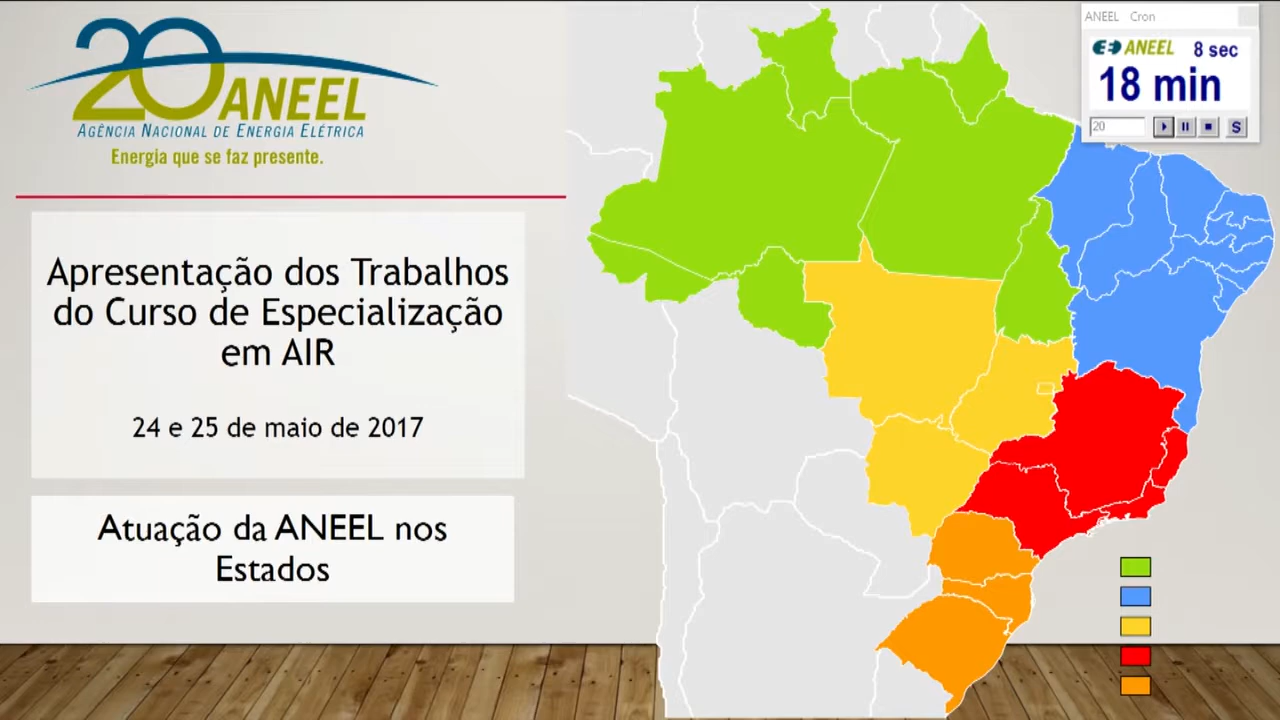 20 ANEEL
AGÊNCIA NACIONAL DE ENERGIA ELÉTRICA
Energia que se faz presente.
Apresentação dos Trabalhos
do Curso de Especialização
em AIR
24 e 25 de maio de 2017
Atuação da ANEEL nos
Estados
ANEEL Cron
ANEEL 8 sec
18 min
20 S